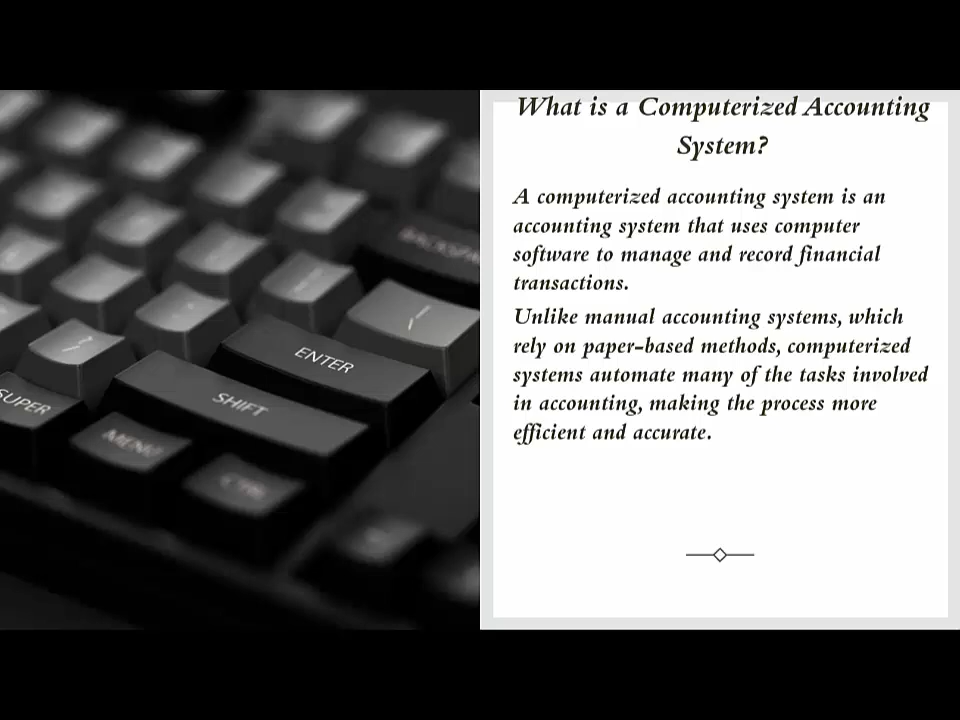 What is a Computerized Accounting
System?
A computerized accounting system is an
accounting system that uses computer
software to manage and record financial
transactions.
Unlike manual accounting systems, which
rely on paper-based methods, computerized
systems automate many of the tasks involved
in accounting, making the process more
efficient and accurate.
ENTER
SHIFT
SUPER
MENU
CTRL